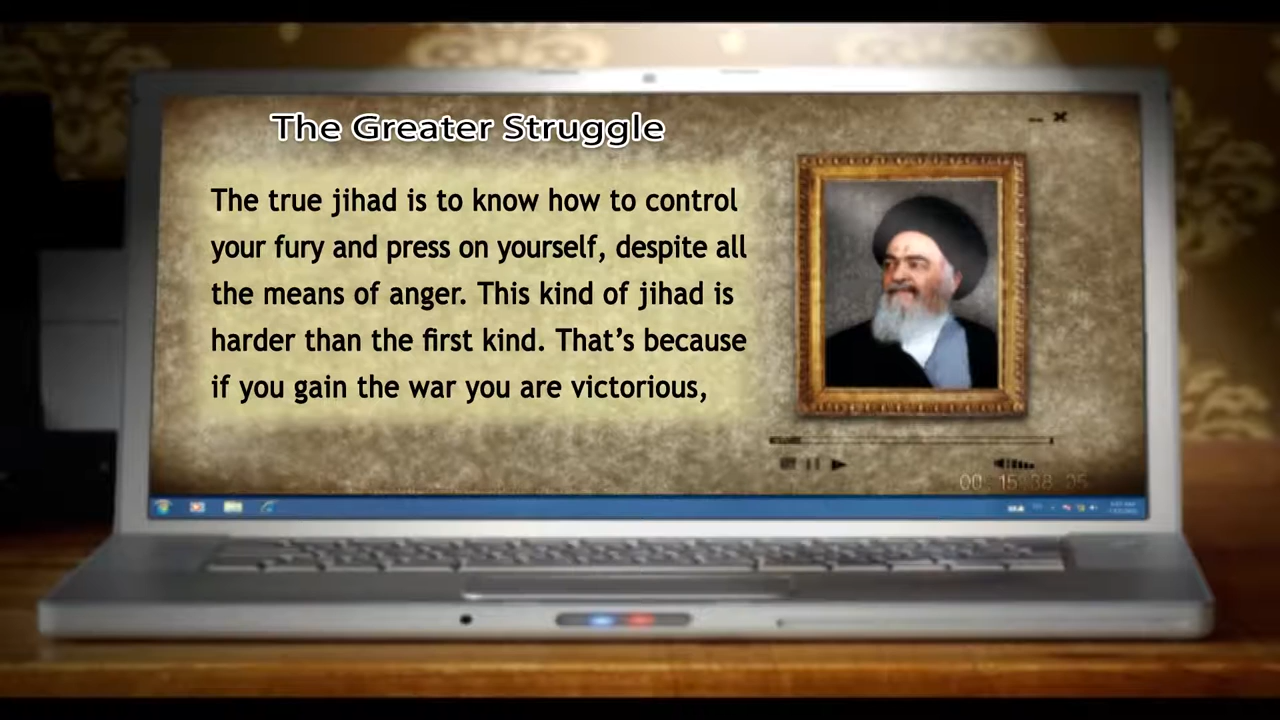 The Greater Struggle
The true jihad is to know how to control
your fury and press on yourself, despite all
the means of anger. This kind of jihad is
harder than the first kind. That’s because
if you gain the war you are victorious,